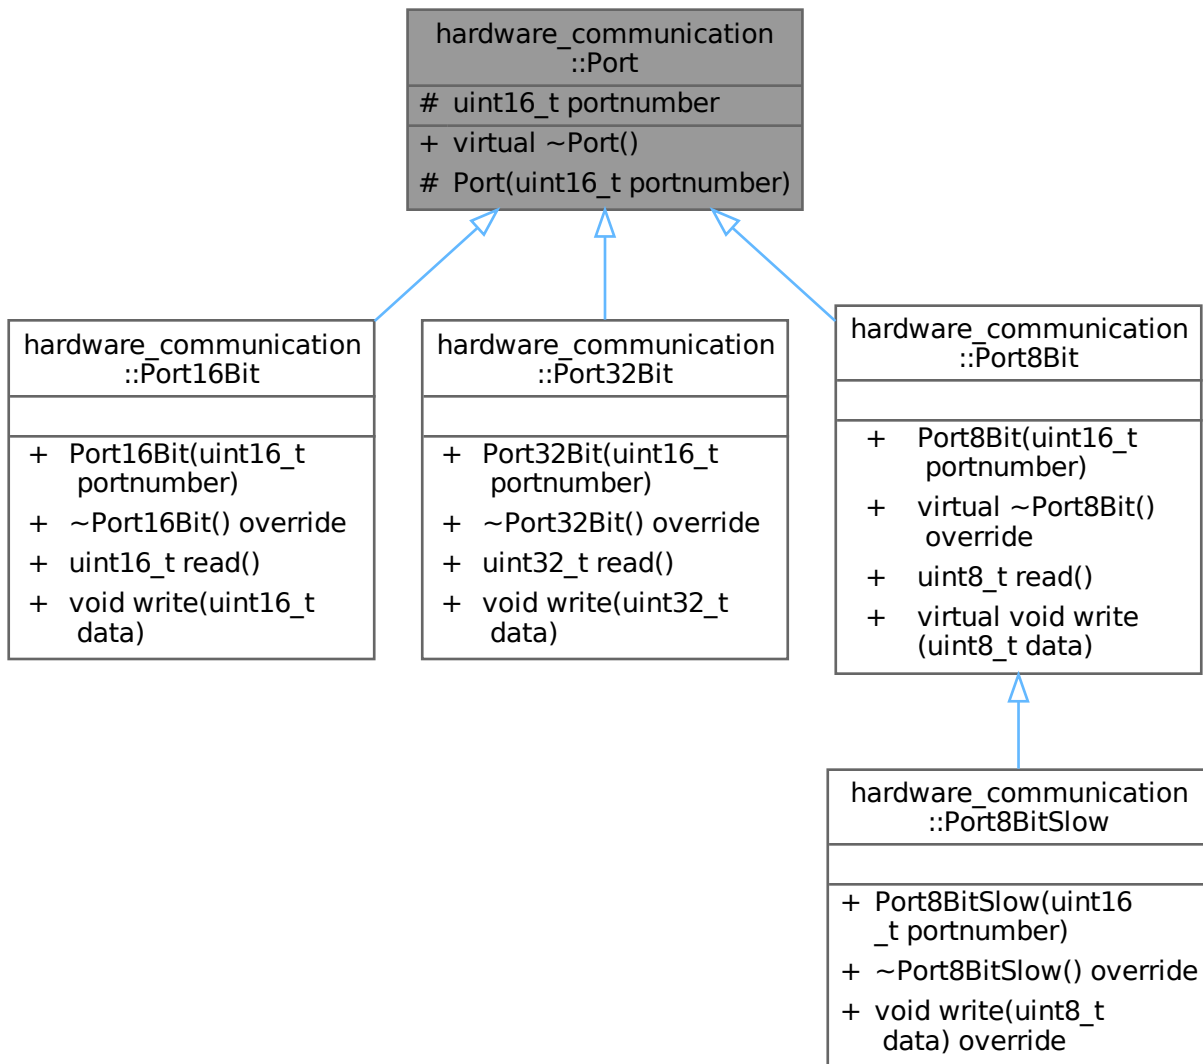 hardware_communication
::Port
# uint16_t portnumber
+ virtual ~Port()
# Port(uint16_t portnumber)
hardware_communication
::Port16Bit
+ Port16Bit(uint16_t
portnumber)
+ ~Port16Bit() override
+ uint16_t read()
+ void write(uint16_t
data)
hardware_communication
::Port32Bit
+ Port32Bit(uint16_t
portnumber)
+ ~Port32Bit() override
+ uint32_t read()
+ void write(uint32_t
data)
hardware_communication
::Port8Bit
+ Port8Bit(uint16_t
portnumber)
+ virtual ~Port8Bit()
override
+ uint8_t read()
+ virtual void write
(uint8_t data)
hardware_communication
::Port8BitSlow
+ Port8BitSlow(uint16
_t portnumber)
+ ~Port8BitSlow() override
+ void write(uint8_t
data) override